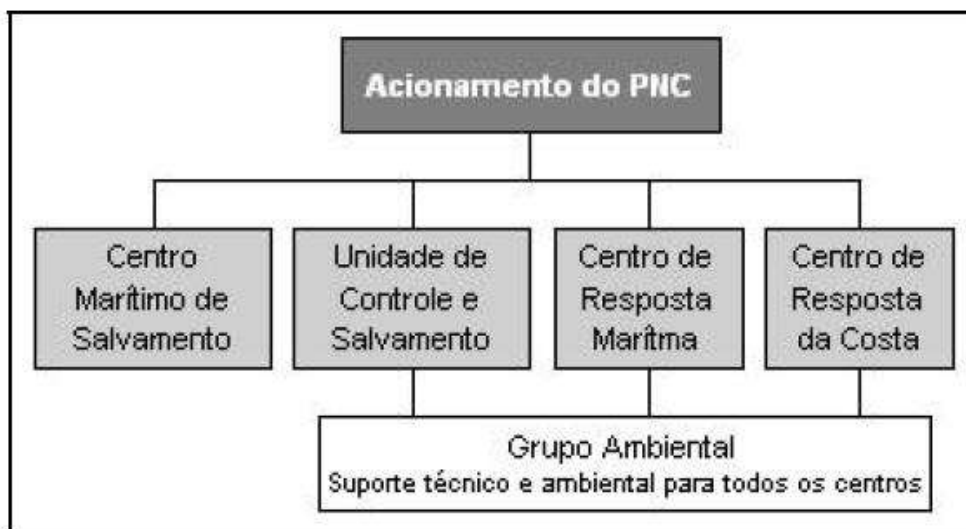 Acionamento do PNC
Centro
Marítimo de
Salvamento
Unidade de
Controle e
Salvamento
Centro de
Resposta
Marítma
Centro de
Resposta
da Costa
Grupo Ambiental
Suporte técnico e ambiental para todos os centros